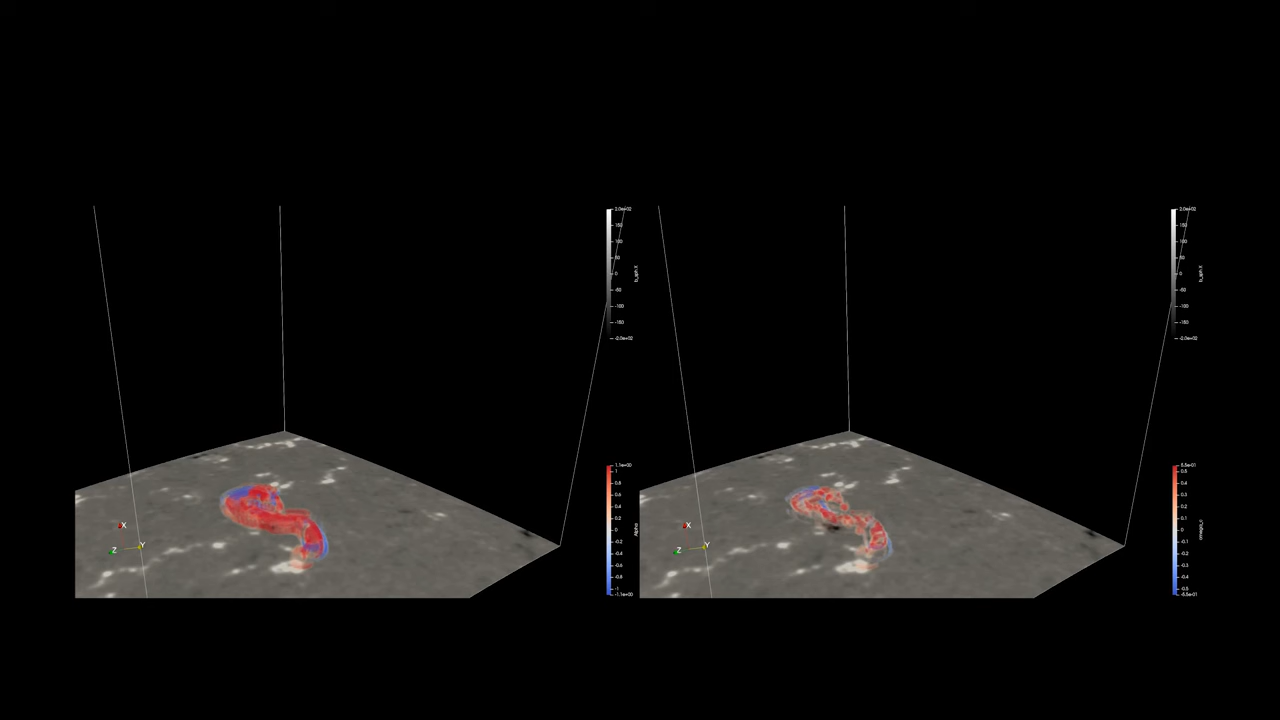 2.0e+02
150
100
50
0
-50
-100
-150
-2.0e+02
b_sph X
1.1e+00
1
0.8
0.6
0.4
0.2
0
-0.2
-0.4
-0.6
-0.8
-1
-1.1e+00
Alpha
X
Y
Z
2.0e+02
150
100
50
0
-50
-100
-150
-2.0e+02
b_sph X
5.5e-01
0.5
0.4
0.3
0.2
0.1
0
-0.1
-0.2
-0.3
-0.4
-0.5
-5.5e-01
X
Y
Z